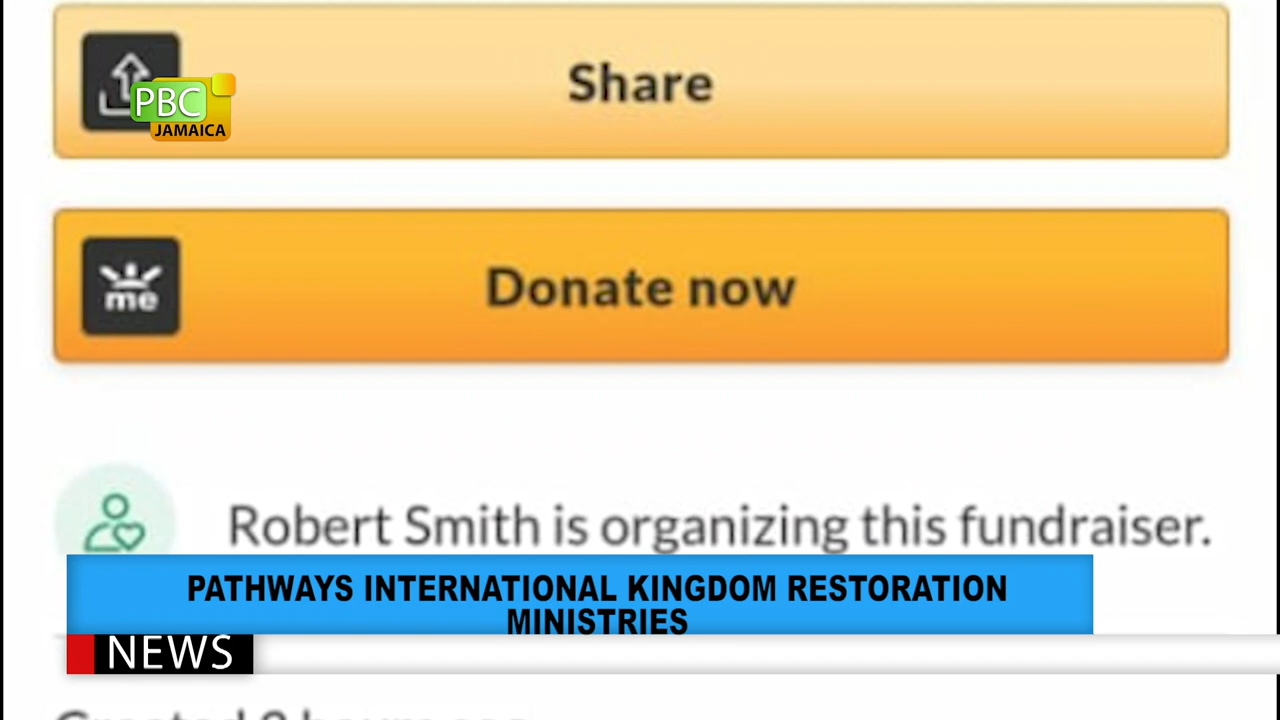 Share
PBC
JAMAICA
me
Donate now
Robert Smith is organizing this fundraiser.
PATHWAYS INTERNATIONAL KINGDOM RESTORATION
MINISTRIES
NEWS